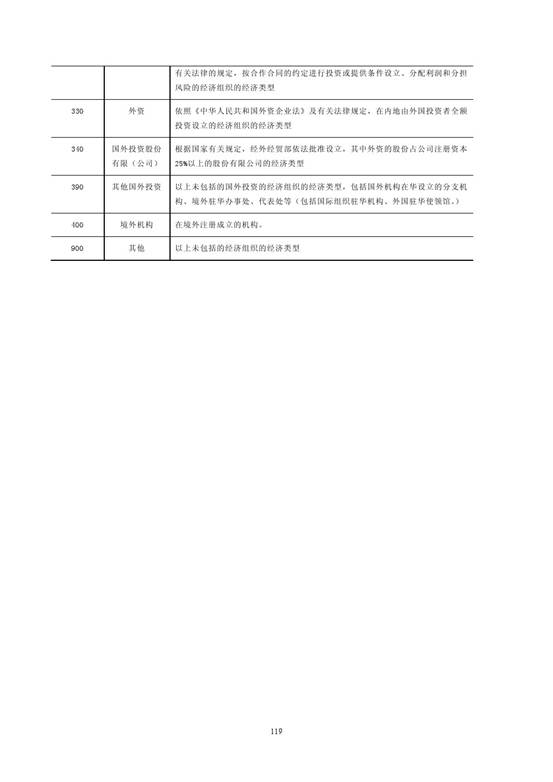 有关法律的规定，按合作合同的约定进行投资或提供条件设立、分配利润和分担
风险的经济组织的经济类型
330 外资 依照《中华人民共和国外资企业法》及有关法律规定，在内地由外国投资者全额
投资设立的经济组织的经济类型
340 国外投资股份 根据国家有关规定，经外经贸部依法批准设立，其中外资的股份占公司注册资本
有限（公司） 25%以上的股份有限公司的经济类型
390 其他国外投资 以上未包括的国外投资的经济组织的经济类型，包括国外机构在华设立的分支机
构、境外驻华办事处、代表处等（包括国际组织驻华机构、外国驻华使领馆。）
400 境外机构 在境外注册成立的机构。
900 其他 以上未包括的经济组织的经济类型
119